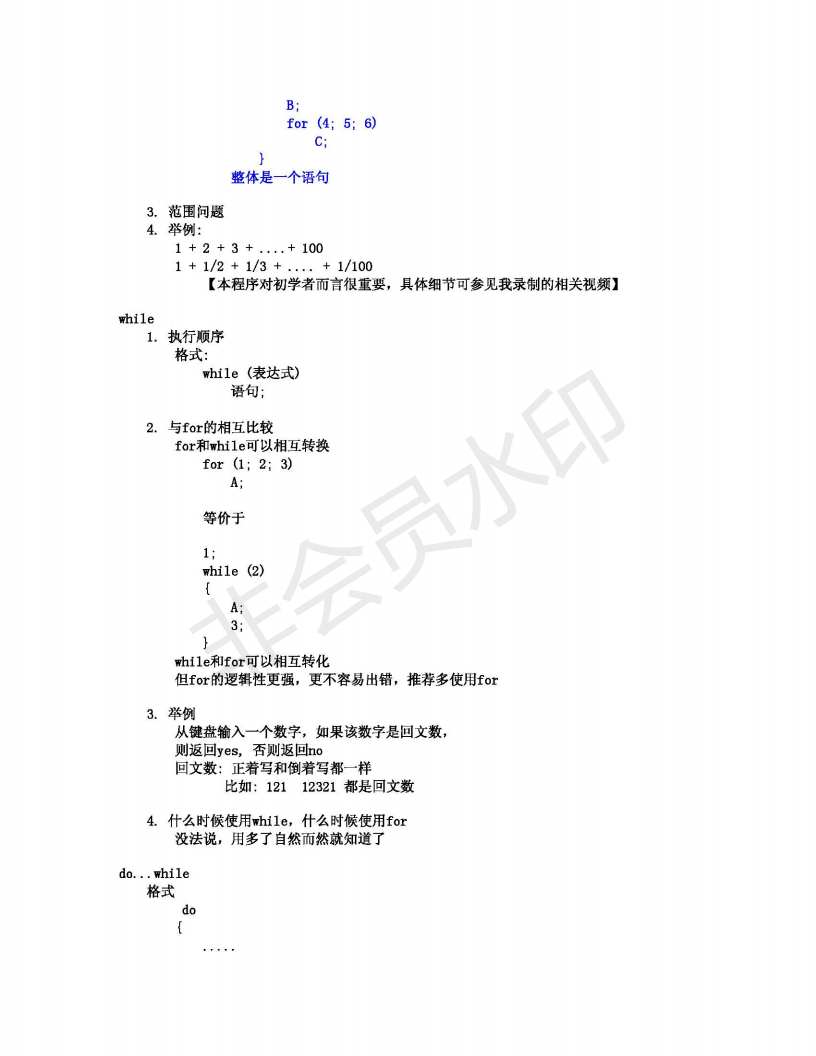 B;
for (4; 5; 6)
C;
}
整体是一个语句
3. 范围问题
4. 举例:
1 + 2 + 3 + ....+ 100
1 + 1/2 + 1/3 + .... + 1/100
【本程序对初学者而言很重要，具体细节可参见我录制的相关视频】
while
1. 执行顺序
格式:
while (表达式)
语句;
2. 与for的相互比较
for和while可以相互转换
for (1; 2; 3)
A;
等价于
1;
while (2)
{
A;
3;
}
while和for可以相互转化
但for的逻辑性更强，更不容易出错，推荐多使用for
3. 举例
从键盘输入一个数字，如果该数字是回文数，
则返回yes, 否则返回no
回文数: 正着写和倒着写都一样
比如: 121 12321 都是回文数
4. 什么时候使用while，什么时候使用for
没法说，用多了自然而然就知道了
do...while
格式
do
{
.....
非会员水印